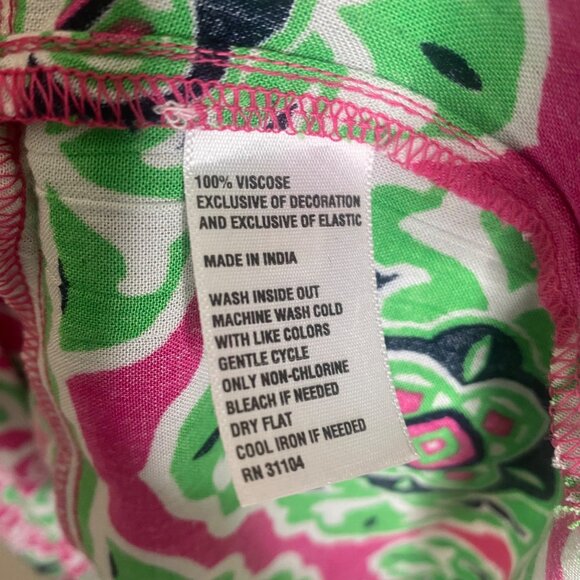 100% VISCOSE
EXCLUSIVE OF DECORATION
AND EXCLUSIVE OF ELASTIC
MADE IN INDIA
WASH INSIDE OUT
MACHINE WASH COLD
WITH LIKE COLORS
GENTLE CYCLE
ONLY NON-CHLORINE
BLEACH IF NEEDED
DRY FLAT
COOL IRON IF NEEDED
RN 31104